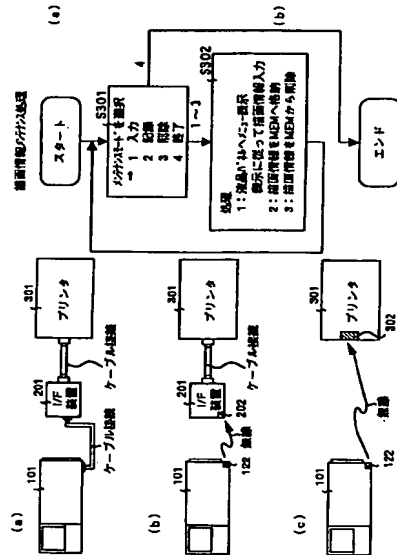 (a)
101
ケーブル接続
201
I/F
装置
ケーブル接続
301
プリンタ
(b)
101
122
無線
202
201
I/F
装置
ケーブル接続
301
プリンタ
(c)
101
122
無線
301
プリンタ
302
(a)
描画情報メンテナンス処理
スタート
S301
メンテナンスモードを選択
→ 1 入力
2 記録
3 削除
4 終了
4
1~3
(b)
S302
処理
1:液晶パネルへメニュー表示
表示に従って描画情報入力
2:描画情報をMEMへ格納
3:描画情報をMEMから削除
エンド